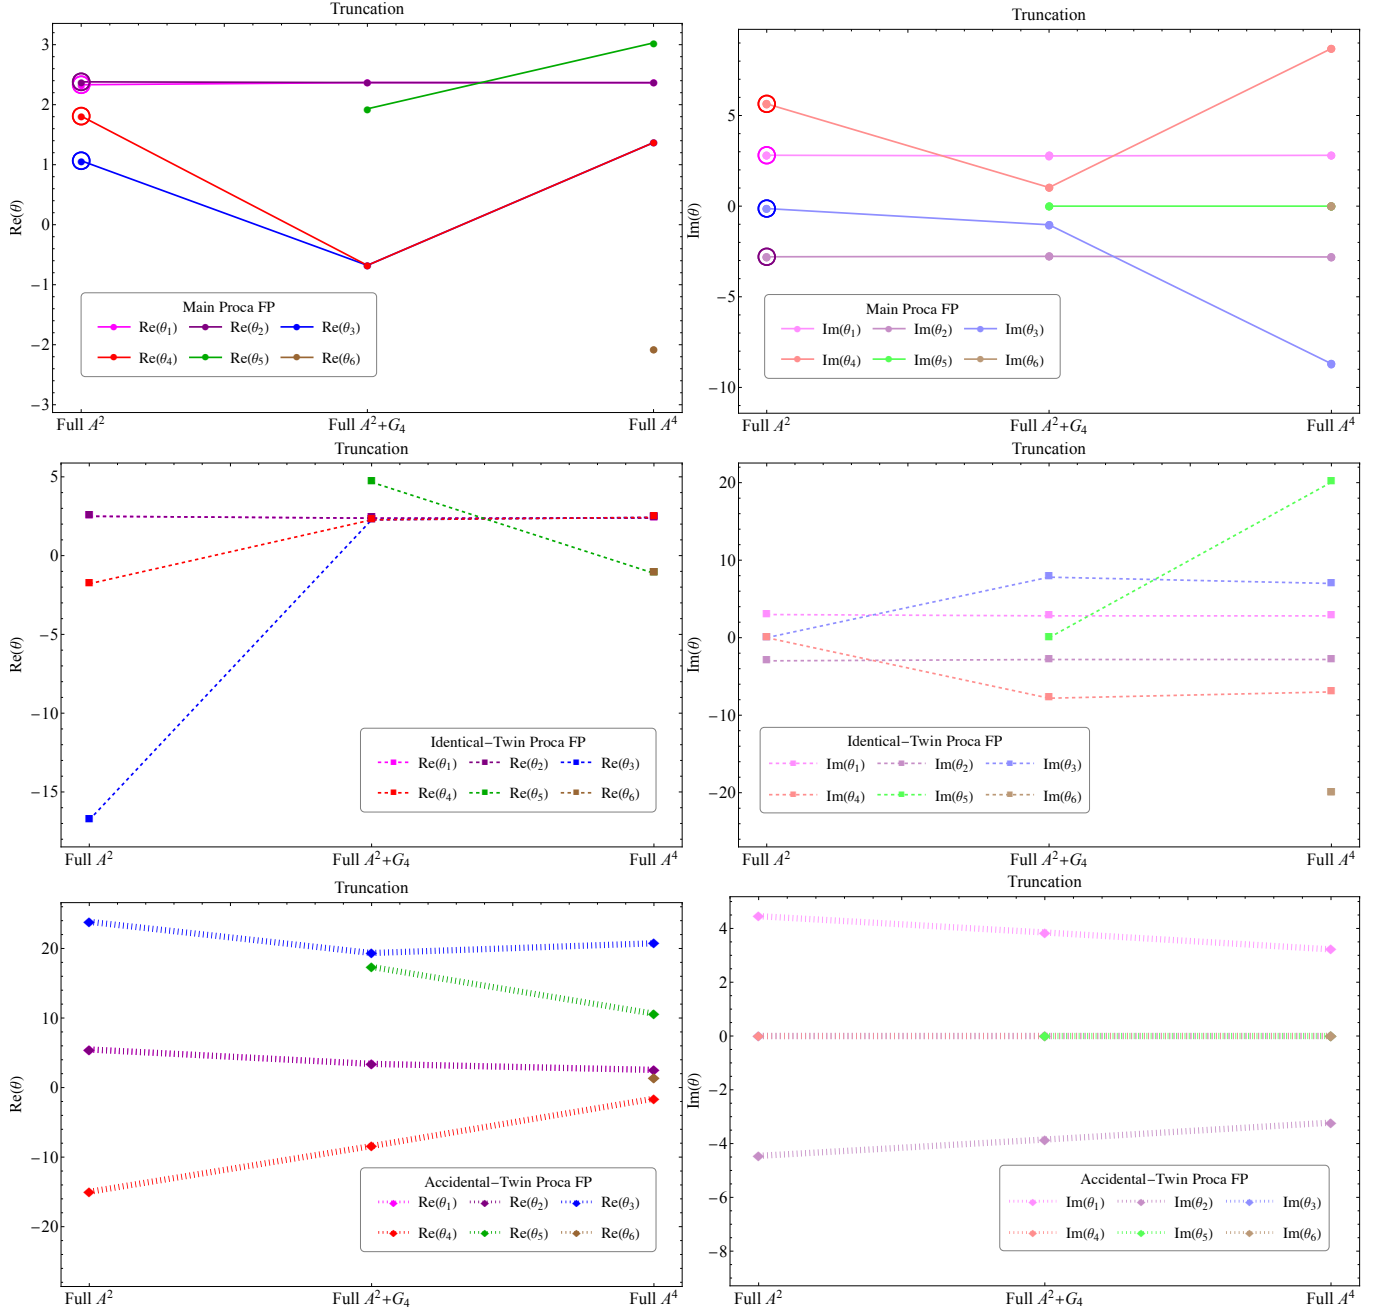 Truncation
3
2
1
0
−1
−2
−3
Re(θ)
Main Proca FP
Re(θ₁) Re(θ₂) Re(θ₃)
Re(θ₄) Re(θ₅) Re(θ₆)
Full A² Full A²+G₄ Full A⁴
Truncation
5
0
−5
−10
Im(θ)
Main Proca FP
Im(θ₁) Im(θ₂) Im(θ₃)
Im(θ₄) Im(θ₅) Im(θ₆)
Full A² Full A²+G₄ Full A⁴
Truncation
5
0
−5
−10
−15
Re(θ)
Identical−Twin Proca FP
Re(θ₁) Re(θ₂) Re(θ₃)
Re(θ₄) Re(θ₅) Re(θ₆)
Full A² Full A²+G₄ Full A⁴
Truncation
20
10
0
−10
−20
Im(θ)
Identical−Twin Proca FP
Im(θ₁) Im(θ₂) Im(θ₃)
Im(θ₄) Im(θ₅) Im(θ₆)
Full A² Full A²+G₄ Full A⁴
Truncation
20
10
0
−10
−20
Re(θ)
Accidental−Twin Proca FP
Re(θ₁) Re(θ₂) Re(θ₃)
Re(θ₄) Re(θ₅) Re(θ₆)
Full A² Full A²+G₄ Full A⁴
Truncation
4
2
0
−2
−4
−6
−8
Im(θ)
Accidental−Twin Proca FP
Im(θ₁) Im(θ₂) Im(θ₃)
Im(θ₄) Im(θ₅) Im(θ₆)
Full A² Full A²+G₄ Full A⁴